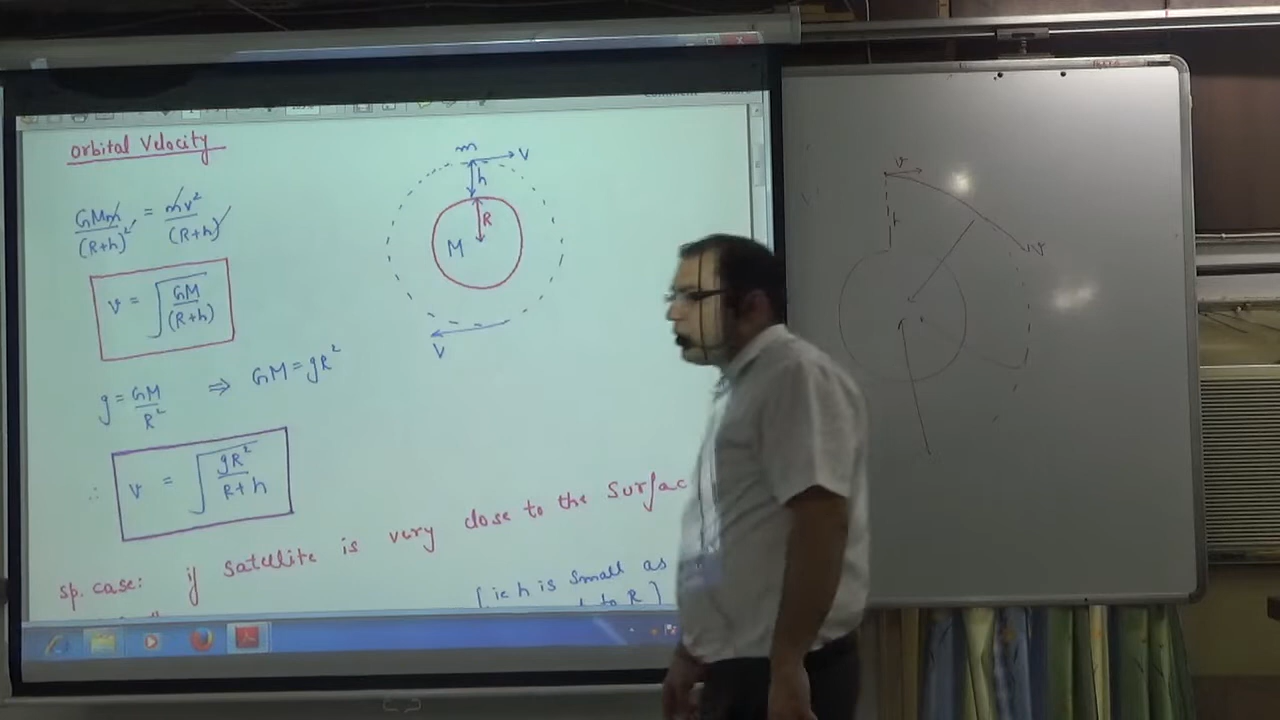 Orbital Velocity
m
V
h
R
M
V
GMm/(R+h)² = mv²/(R+h)
v = √(GM/(R+h))
g = GM/R² ⇒ GM = gR²
∴ v = √(gR²/(R+h))
sp. case: if satellite is very close to the Surfac
[ie h is small as
to R]
v
h
v